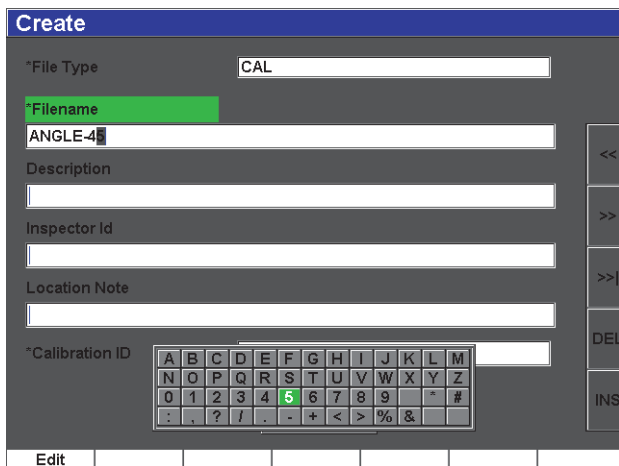 Create
*File Type CAL
*Filename
ANGLE-45
Description
<<
Inspector Id
>>
Location Note
>>|
*Calibration ID
DEL
A B C D E F G H I J K L M
N O P Q R S T U V W X Y Z
0 1 2 3 4 5 6 7 8 9 * #
INS
: , ? / . - + < > % &
Edit